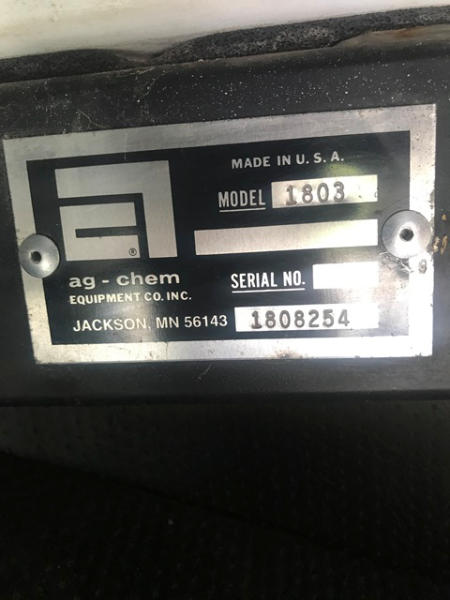 MADE IN U.S.A.
MODEL 1803
®
ag-chem
EQUIPMENT CO. INC.
SERIAL NO.
JACKSON, MN 56143 1808254